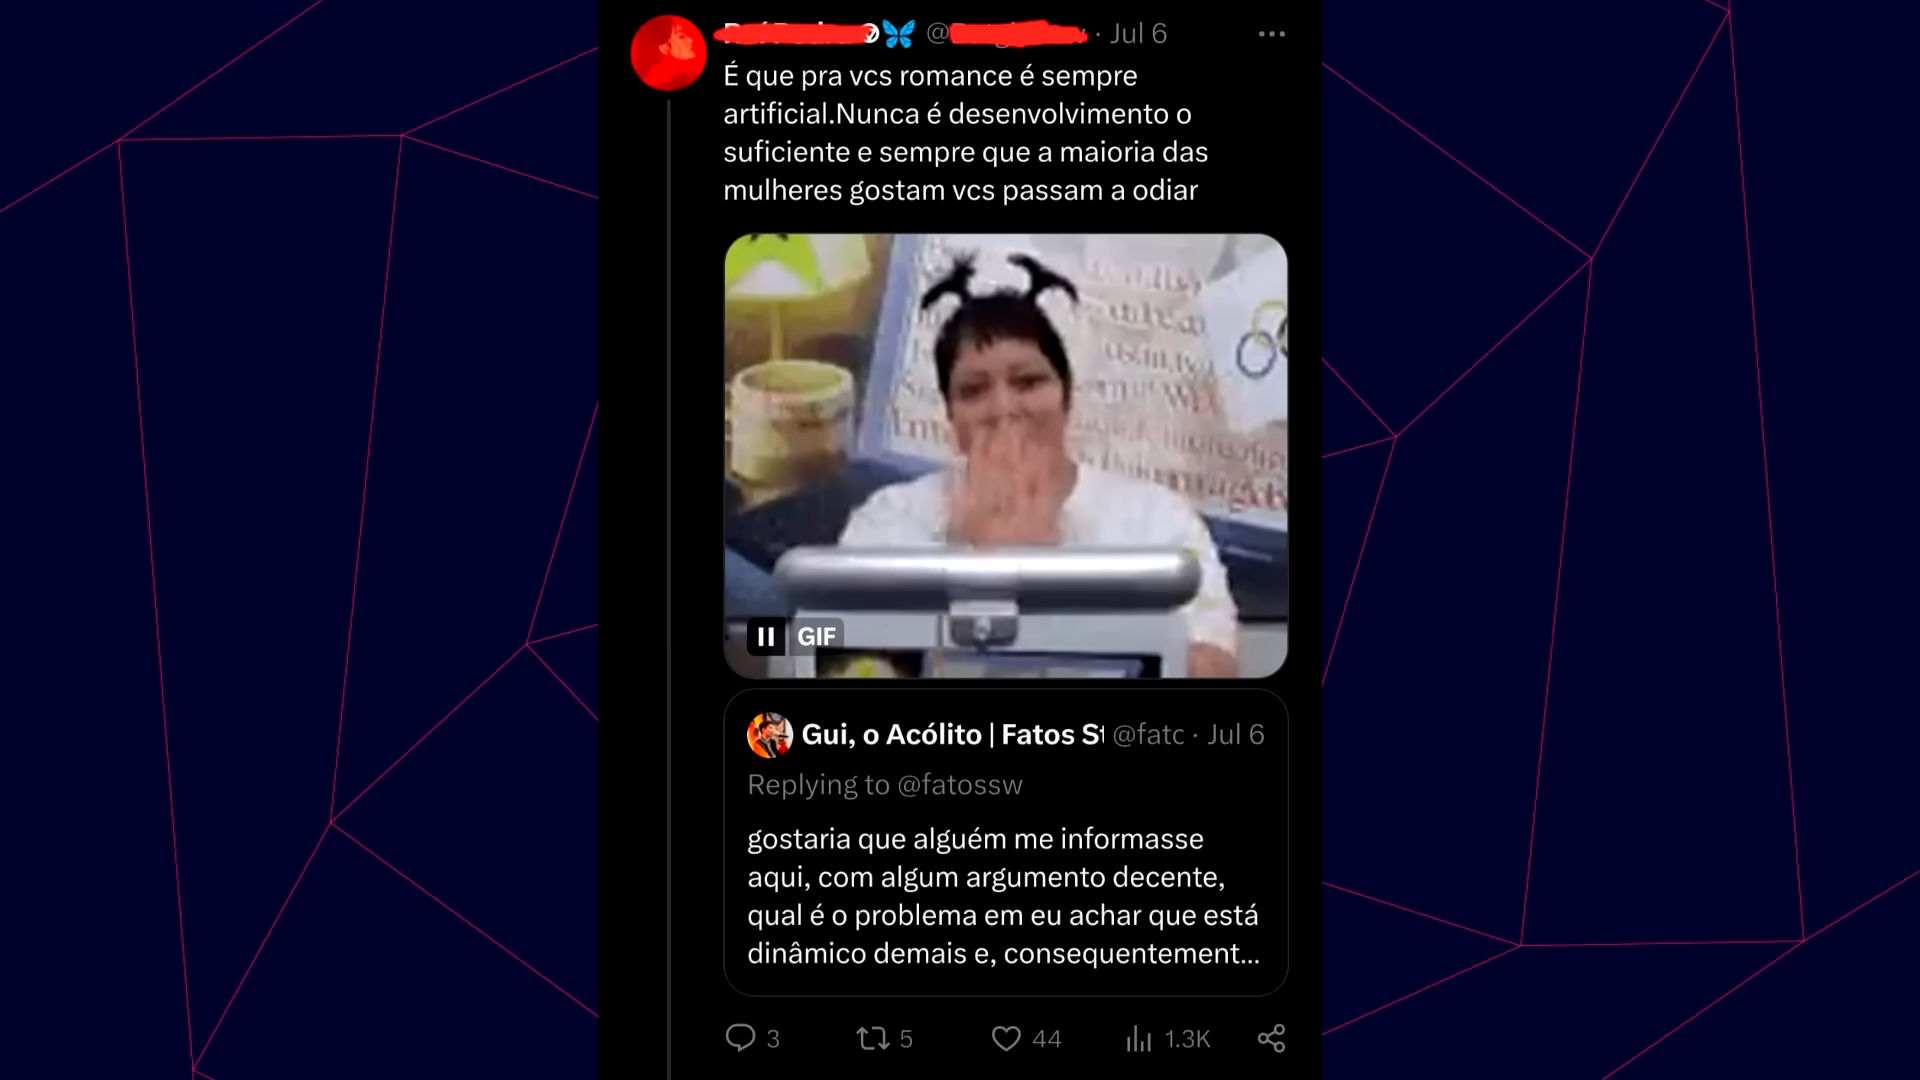 @ · Jul 6
É que pra vcs romance é sempre
artificial.Nunca é desenvolvimento o
suficiente e sempre que a maioria das
mulheres gostam vcs passam a odiar
GIF
Gui, o Acólito | Fatos St @fatc · Jul 6
Replying to @fatossw
gostaria que alguém me informasse
aqui, com algum argumento decente,
qual é o problema em eu achar que está
dinâmico demais e, consequentement...
3 5 44 1.3K